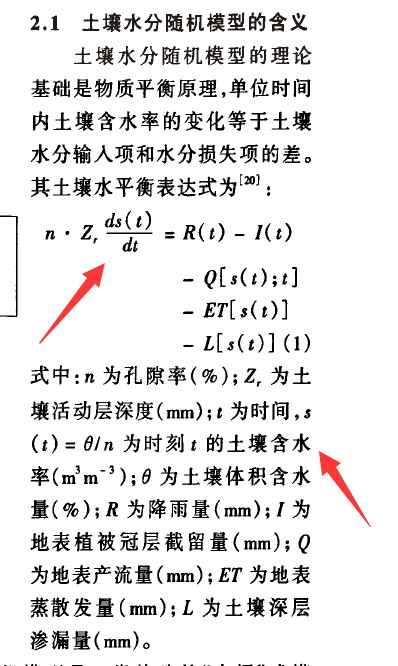 2.1 土壤水分随机模型的含义
土壤水分随机模型的理论
基础是物质平衡原理,单位时间
内土壤含水率的变化等于土壤
水分输入项和水分损失项的差。
其土壤水平衡表达式为[20]:
n · Zr ds(t)/dt = R(t) - I(t)
- Q[s(t);t]
- ET[s(t)]
- L[s(t)] (1)
式中:n 为孔隙率(%);Zr 为土
壤活动层深度(mm);t 为时间,s
(t)=θ/n 为时刻 t 的土壤含水
率(m³m⁻³);θ 为土壤体积含水
量(%);R 为降雨量(mm);I 为
地表植被冠层截留量(mm);Q
为地表产流量(mm);ET 为地表
蒸散发量(mm);L 为土壤深层
渗漏量(mm)。